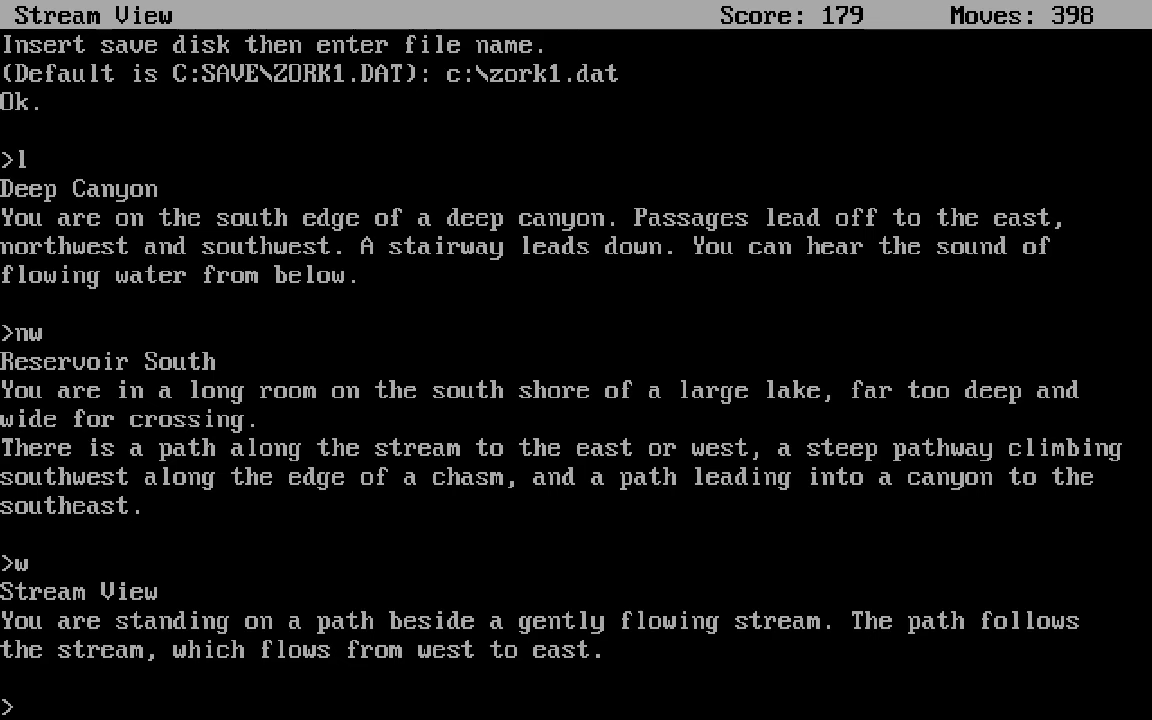 Stream View Score: 179 Moves: 398
Insert save disk then enter file name.
(Default is C:SAVE\ZORK1.DAT): c:\zork1.dat
Ok.
>l
Deep Canyon
You are on the south edge of a deep canyon. Passages lead off to the east,
northwest and southwest. A stairway leads down. You can hear the sound of
flowing water from below.
>nw
Reservoir South
You are in a long room on the south shore of a large lake, far too deep and
wide for crossing.
There is a path along the stream to the east or west, a steep pathway climbing
southwest along the edge of a chasm, and a path leading into a canyon to the
southeast.
>w
Stream View
You are standing on a path beside a gently flowing stream. The path follows
the stream, which flows from west to east.
>